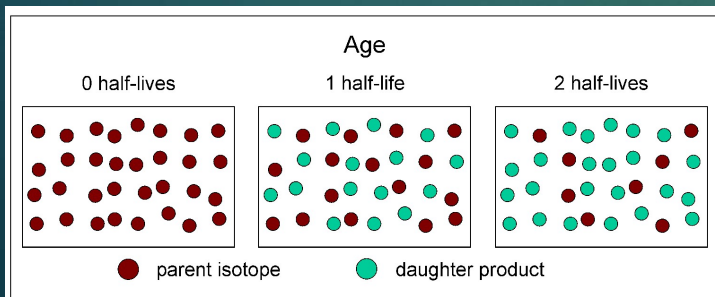 Age
0 half-lives
1 half-life
2 half-lives
parent isotope
daughter product